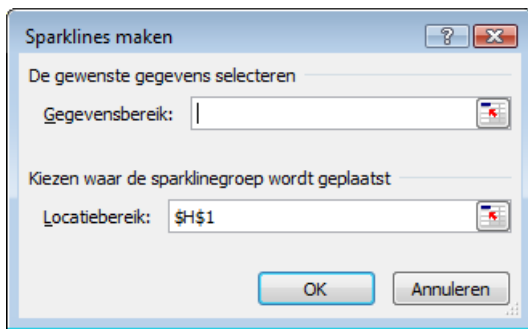 Sparklines maken
De gewenste gegevens selecteren
Gegevensbereik:
Kiezen waar de sparklinegroep wordt geplaatst
Locatiebereik: $H$1
OK Annuleren